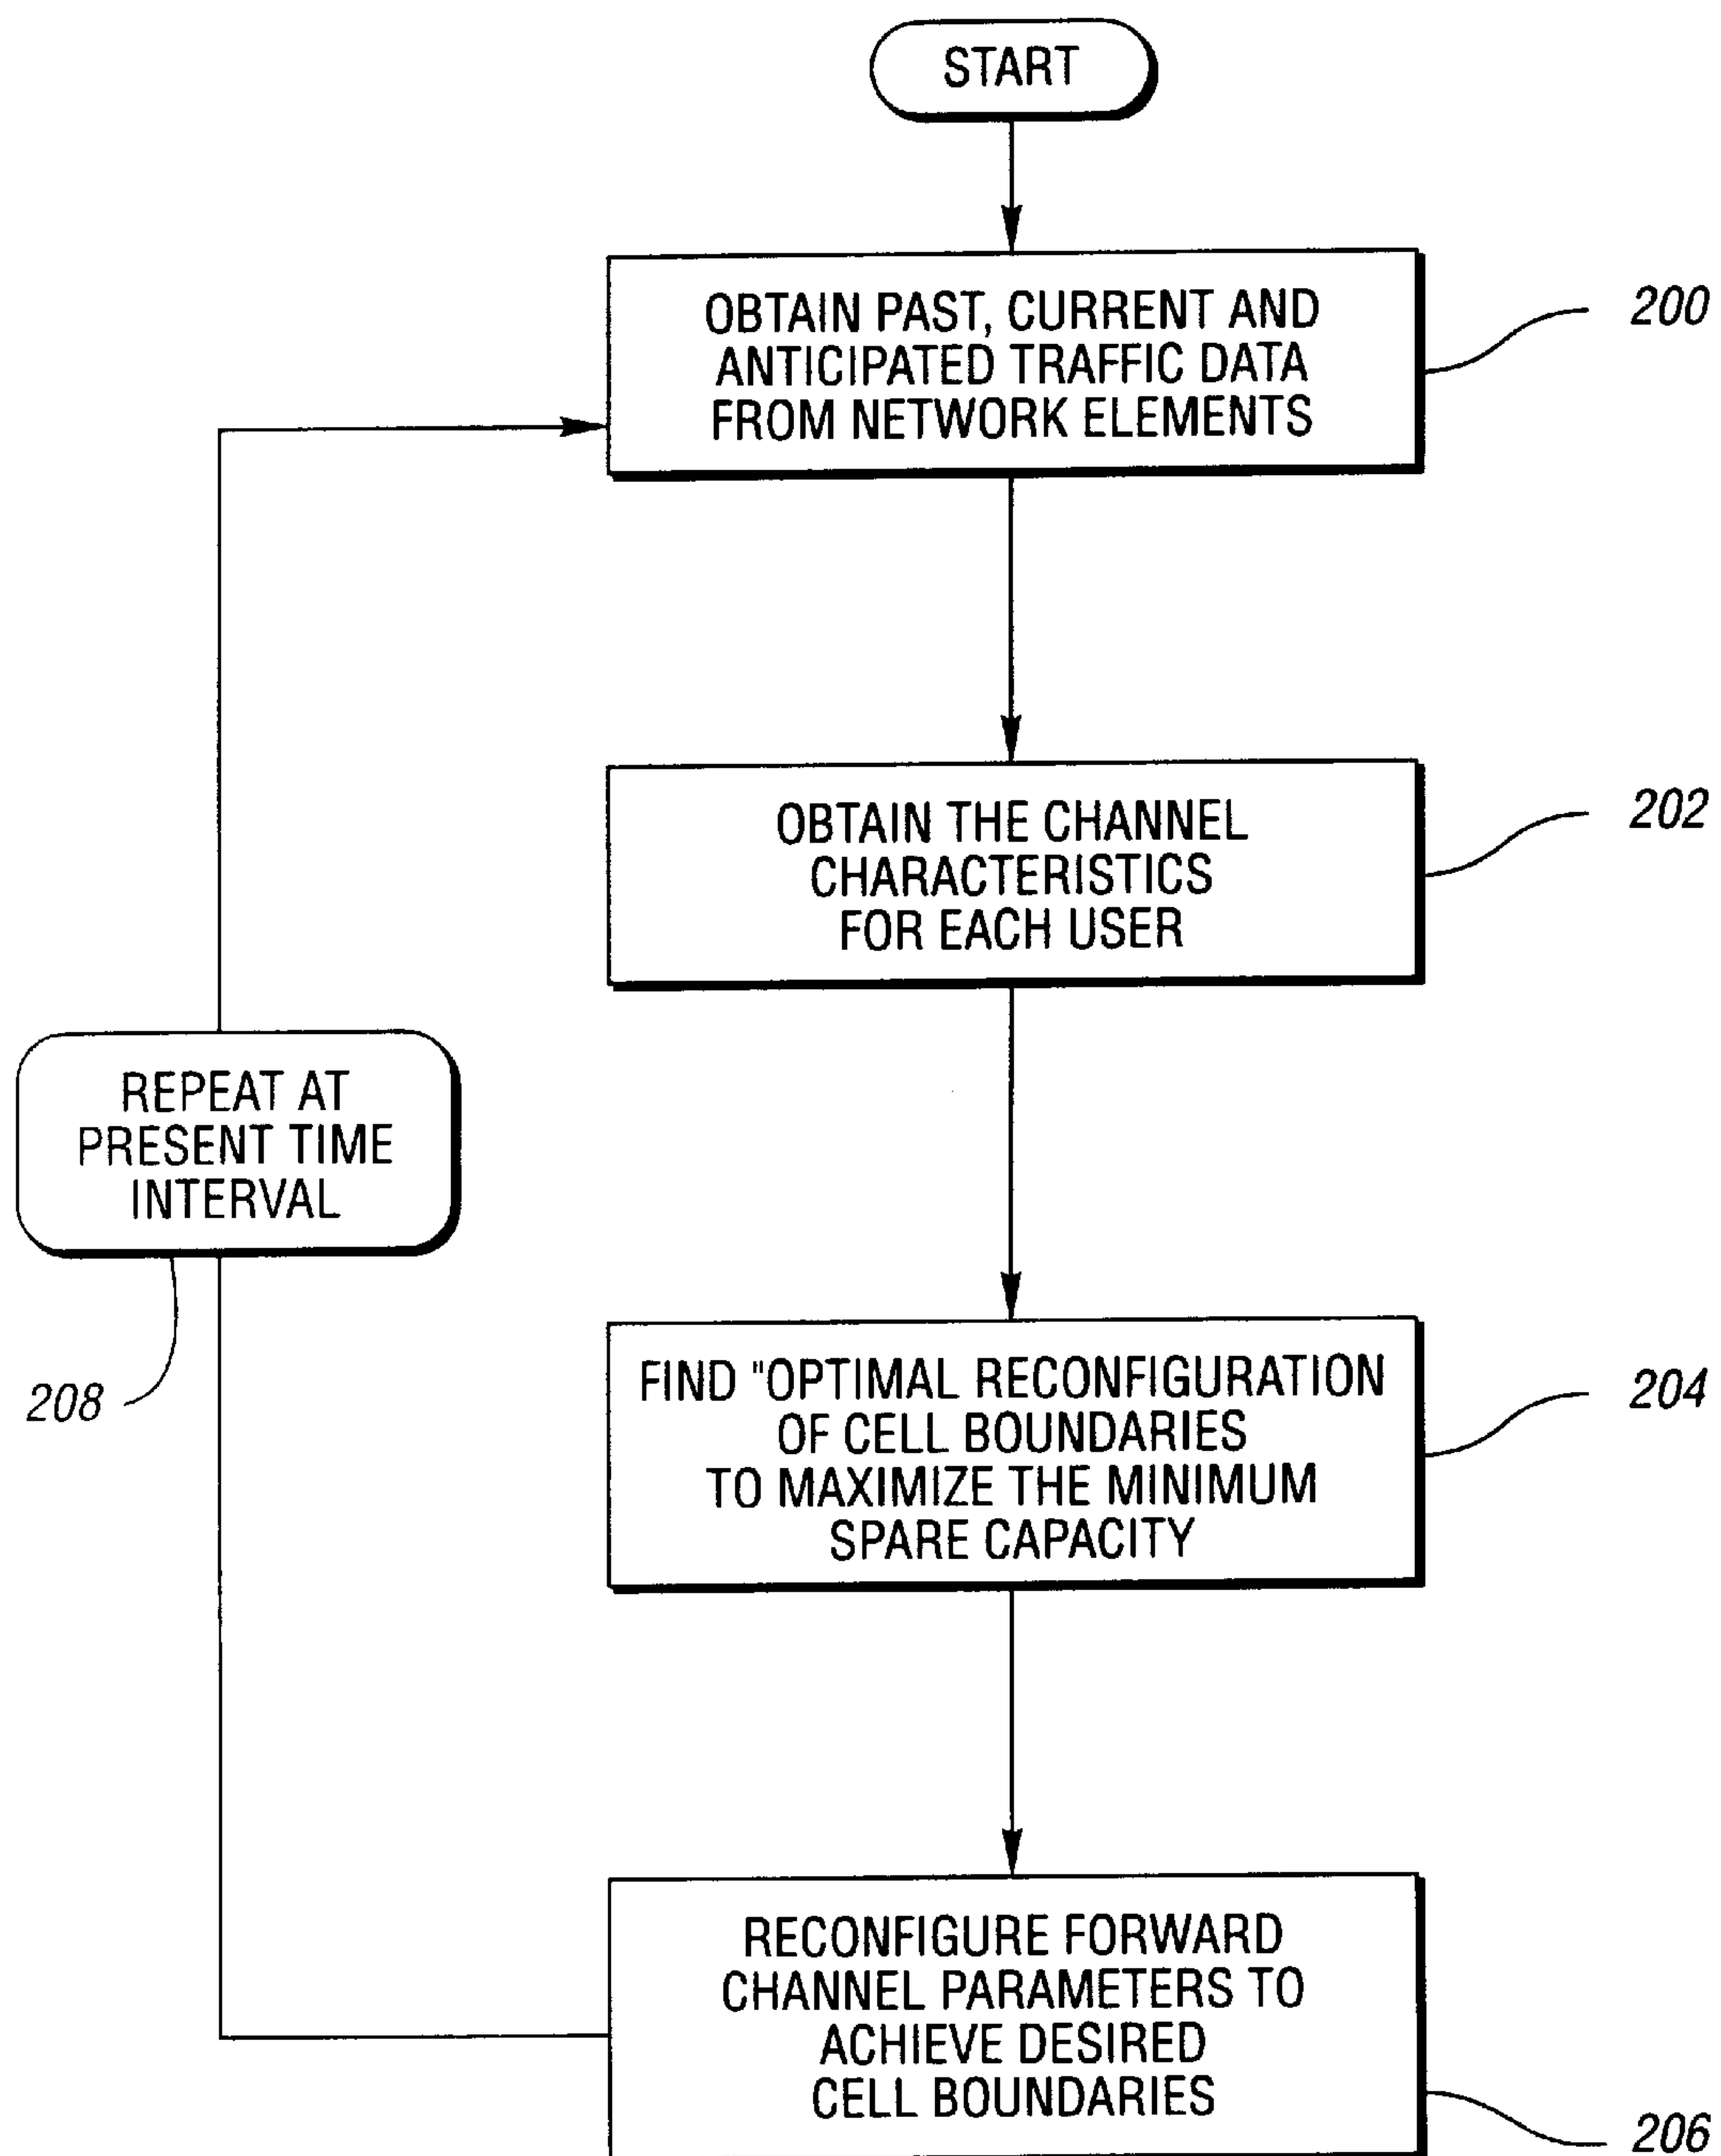 START
OBTAIN PAST, CURRENT AND
ANTICIPATED TRAFFIC DATA
FROM NETWORK ELEMENTS
200
OBTAIN THE CHANNEL
CHARACTERISTICS
FOR EACH USER
202
REPEAT AT
PRESENT TIME
INTERVAL
208
FIND "OPTIMAL RECONFIGURATION
OF CELL BOUNDARIES
TO MAXIMIZE THE MINIMUM
SPARE CAPACITY
204
RECONFIGURE FORWARD
CHANNEL PARAMETERS TO
ACHIEVE DESIRED
CELL BOUNDARIES
206